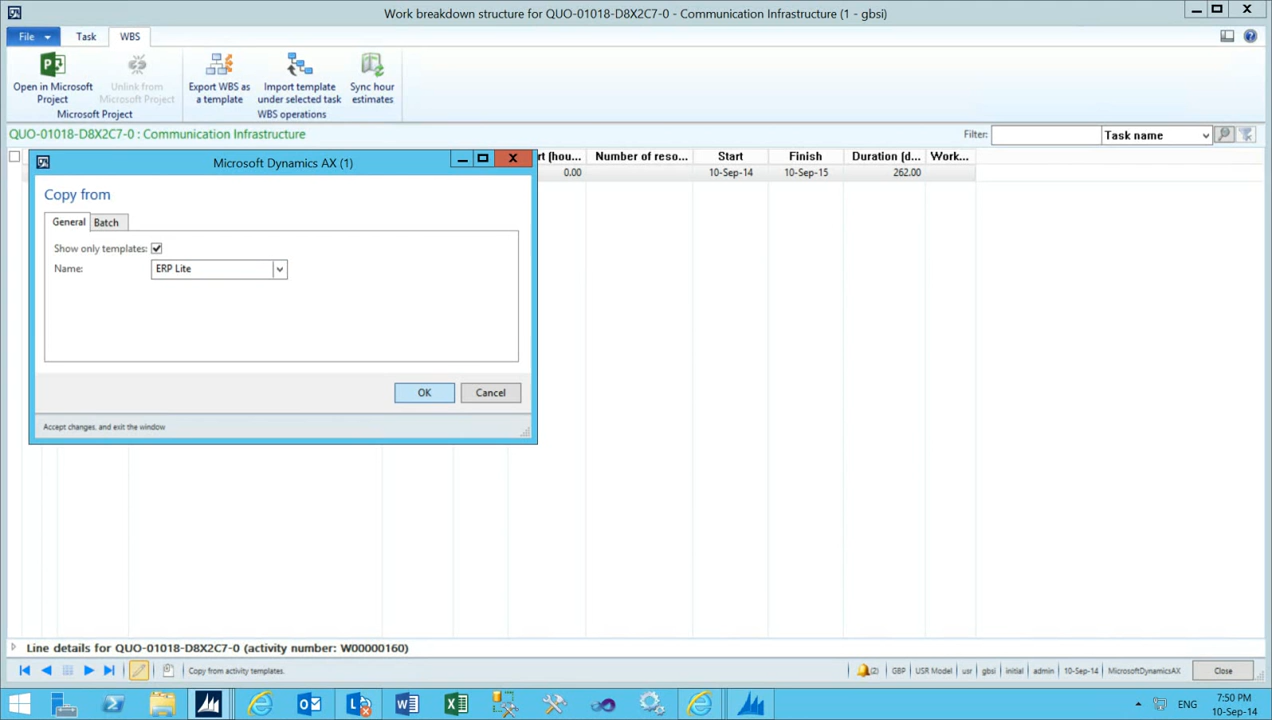 Work breakdown structure for QUO-01018-D8X2C7-0 - Communication Infrastructure (1 - gbsi)
File
Task
WBS
Open in Microsoft Project
Unlink from Microsoft Project
Export WBS as a template
Import template under selected task
Sync hour estimates
Microsoft Project
WBS operations
QUO-01018-D8X2C7-0 : Communication Infrastructure
Filter:
Task name
rt (hou...
Number of reso...
Start
Finish
Duration (d...
Work...
0.00
10-Sep-14
10-Sep-15
262.00
Microsoft Dynamics AX (1)
Copy from
General
Batch
Show only templates:
Name:
ERP Lite
OK
Cancel
Accept changes. and exit the window
Line details for QUO-01018-D8X2C7-0 (activity number: W00000160)
Copy from activity templates.
(2)
GBP
USR Model
usr
gbsi
initial
admin
10-Sep-14
MicrosoftDynamicsAX
Close
ENG
7:50 PM
10-Sep-14